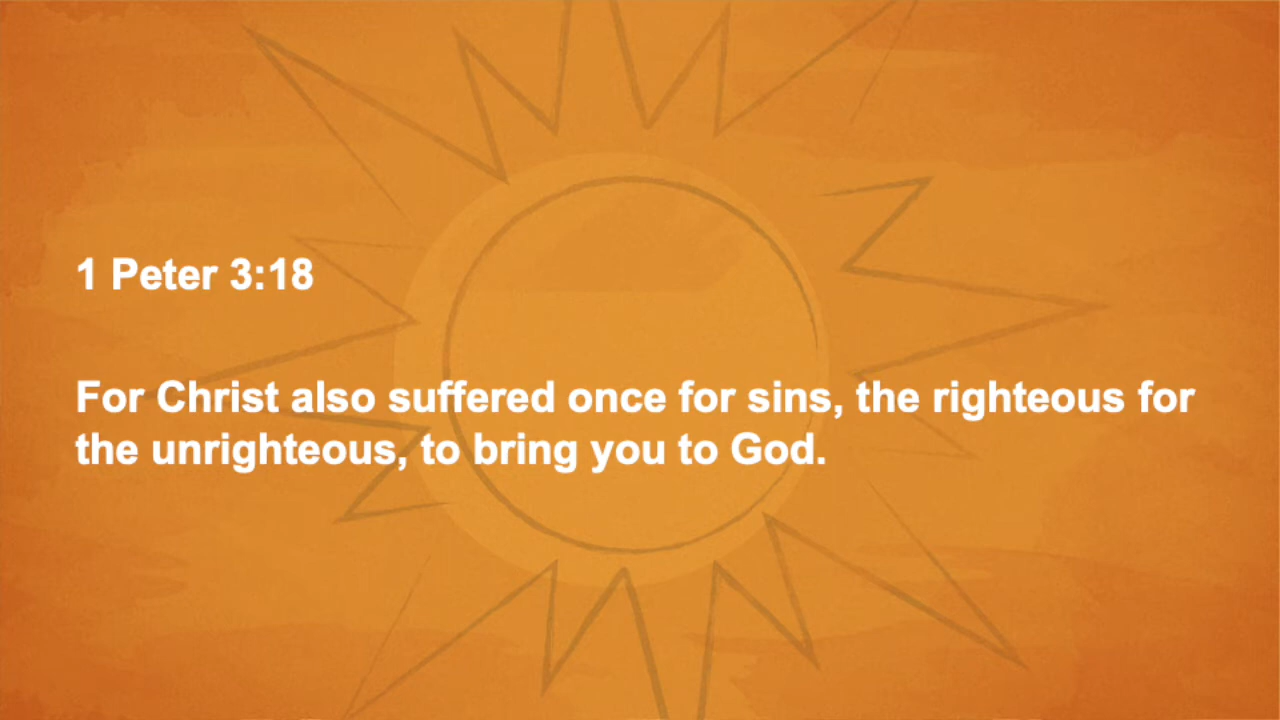 1 Peter 3:18
For Christ also suffered once for sins, the righteous for
the unrighteous, to bring you to God.